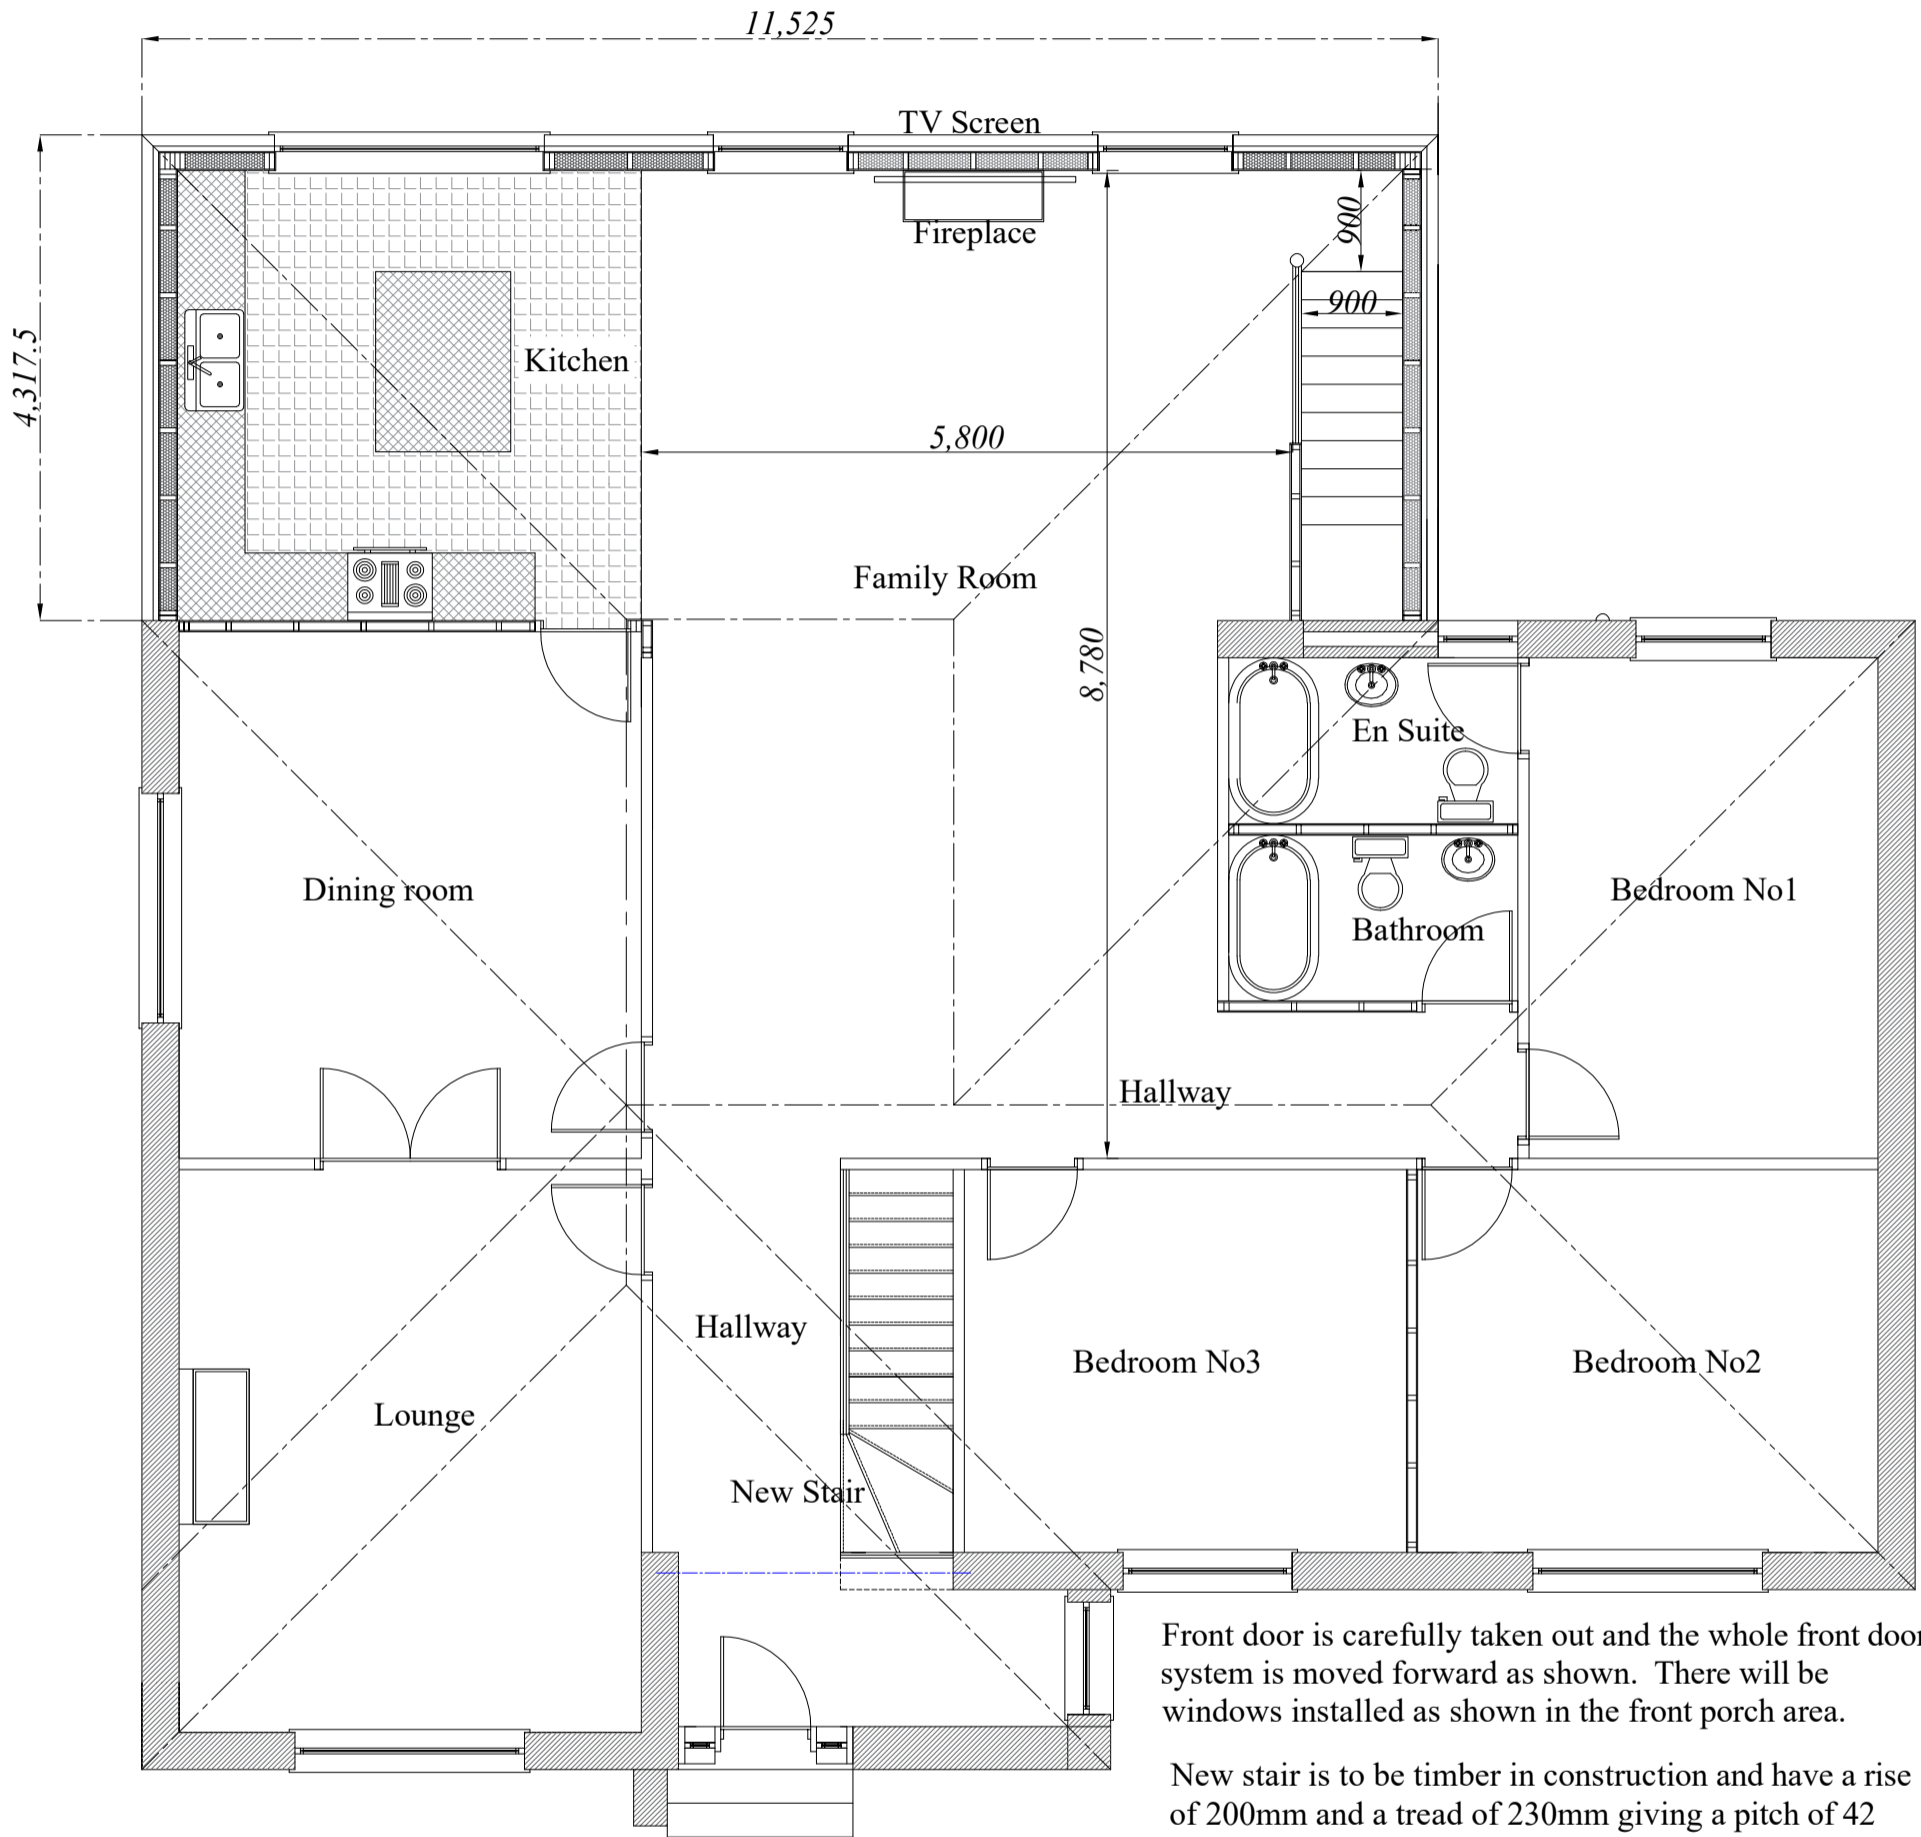 11,525
TV Screen
Fireplace
900
900
4,317.5
Kitchen
5,800
Family Room
8,780
En Suite
Dining room
Bedroom No1
Bathroom
Hallway
Hallway
Bedroom No3
Bedroom No2
Lounge
New Stair
Front door is carefully taken out and the whole front door
system is moved forward as shown. There will be
windows installed as shown in the front porch area.
New stair is to be timber in construction and have a rise
of 200mm and a tread of 230mm giving a pitch of 42